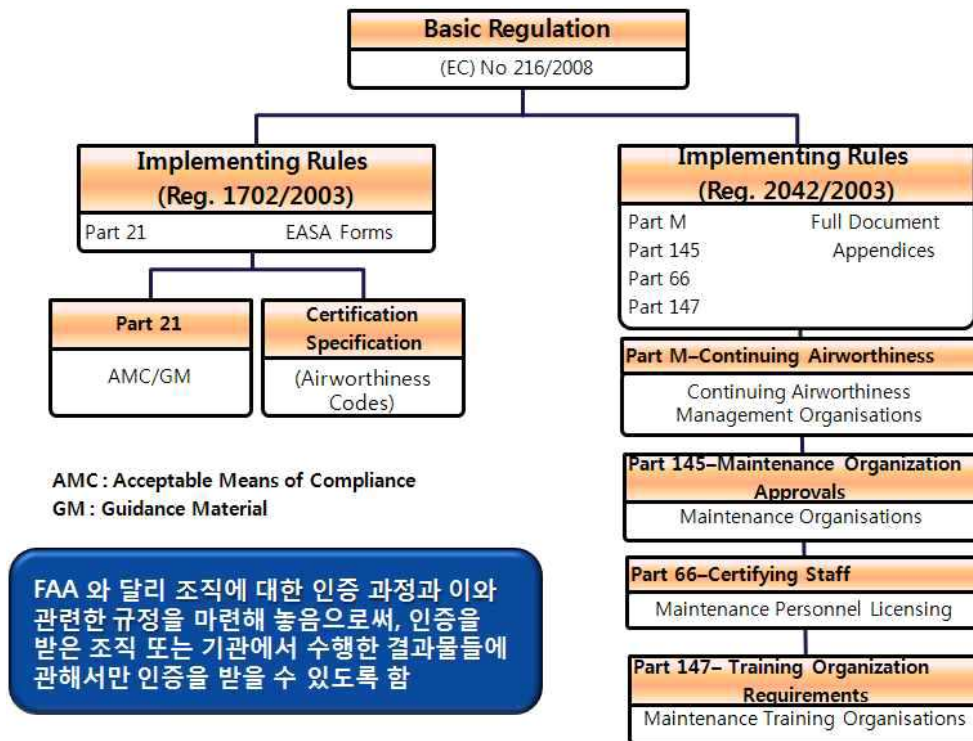 Basic Regulation
(EC) No 216/2008
Implementing Rules
(Reg. 1702/2003)
Part 21 EASA Forms
Part 21
AMC/GM
Certification
Specification
(Airworthiness
Codes)
AMC : Acceptable Means of Compliance
GM : Guidance Material
FAA 와 달리 조직에 대한 인증 과정과 이와
관련한 규정을 마련해 놓음으로써, 인증을
받은 조직 또는 기관에서 수행한 결과물들에
관해서만 인증을 받을 수 있도록 함
Implementing Rules
(Reg. 2042/2003)
Part M Full Document
Part 145 Appendices
Part 66
Part 147
Part M–Continuing Airworthiness
Continuing Airworthiness
Management Organisations
Part 145–Maintenance Organization
Approvals
Maintenance Organisations
Part 66–Certifying Staff
Maintenance Personnel Licensing
Part 147– Training Organization
Requirements
Maintenance Training Organisations